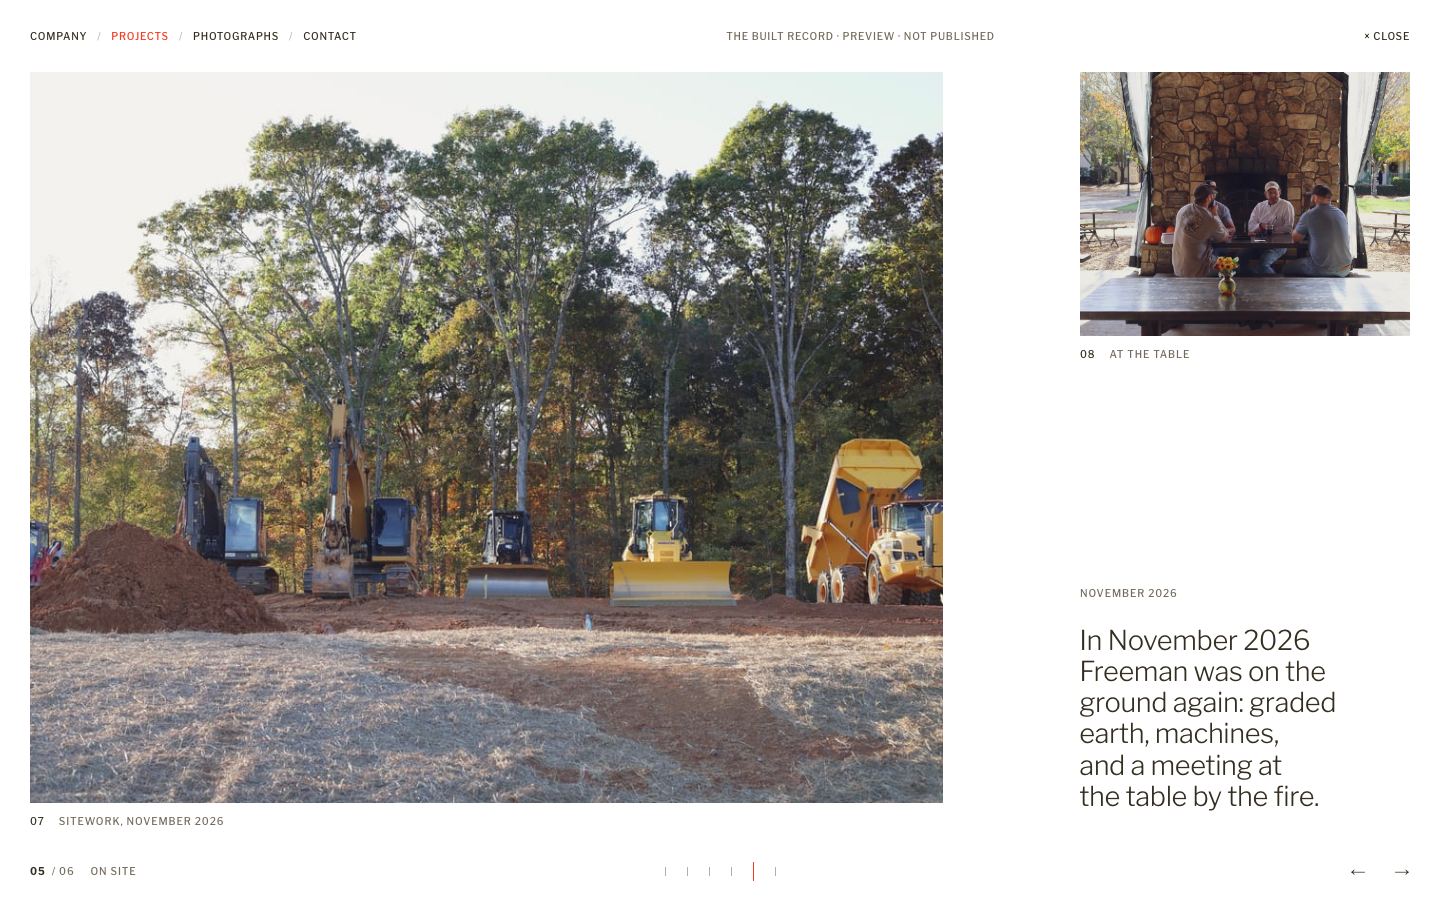 COMPANY / PROJECTS / PHOTOGRAPHS / CONTACT
THE BUILT RECORD · PREVIEW · NOT PUBLISHED
× CLOSE
08 AT THE TABLE
NOVEMBER 2026
In November 2026
Freeman was on the
ground again: graded
earth, machines,
and a meeting at
the table by the fire.
07 SITEWORK, NOVEMBER 2026
05 / 06 ON SITE
← →